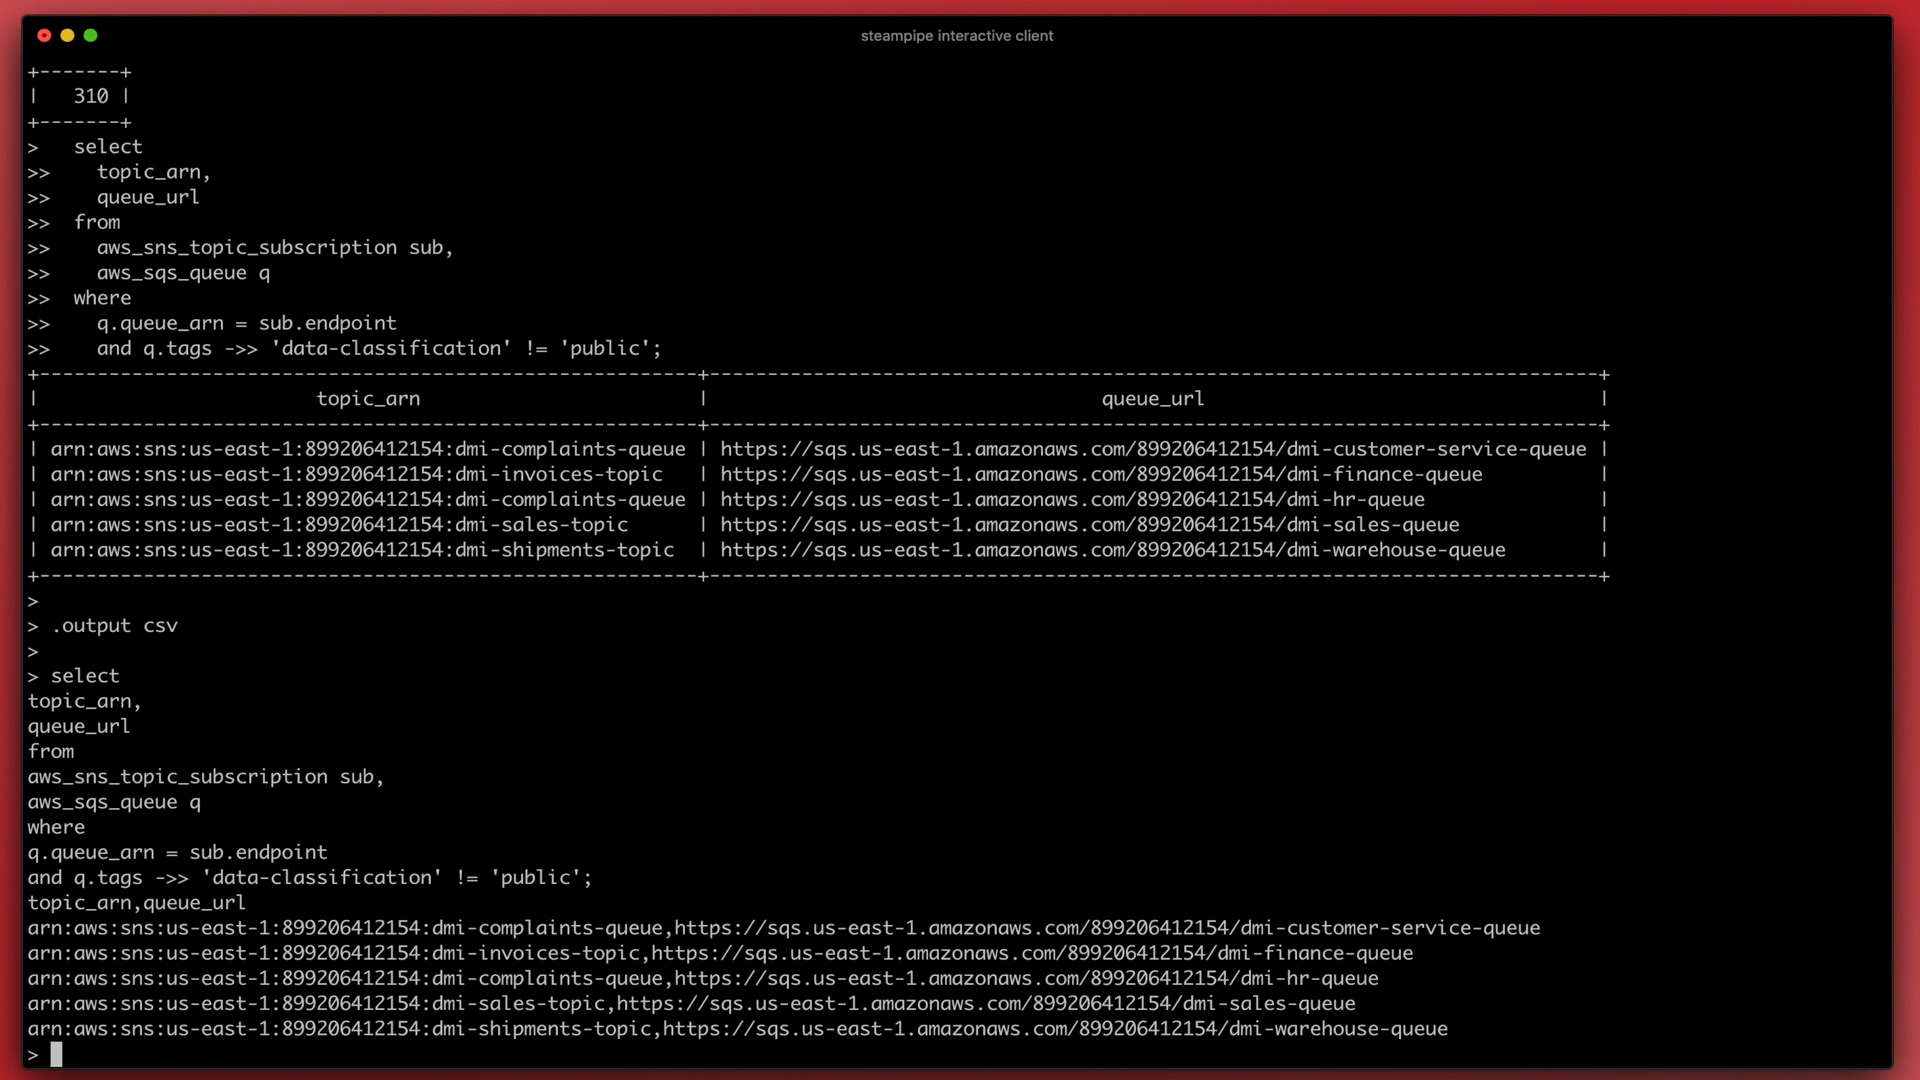 steampipe interactive client
+-------+
|   310 |
+-------+
>   select
>>    topic_arn,
>>    queue_url
>>  from
>>    aws_sns_topic_subscription sub,
>>    aws_sqs_queue q
>>  where
>>    q.queue_arn = sub.endpoint
>>    and q.tags ->> 'data-classification' != 'public';
+---------------------------------------------------------+-----------------------------------------------------------------------------+
|                        topic_arn                        |                                  queue_url                                  |
+---------------------------------------------------------+-----------------------------------------------------------------------------+
| arn:aws:sns:us-east-1:899206412154:dmi-complaints-queue | https://sqs.us-east-1.amazonaws.com/899206412154/dmi-customer-service-queue |
| arn:aws:sns:us-east-1:899206412154:dmi-invoices-topic   | https://sqs.us-east-1.amazonaws.com/899206412154/dmi-finance-queue          |
| arn:aws:sns:us-east-1:899206412154:dmi-complaints-queue | https://sqs.us-east-1.amazonaws.com/899206412154/dmi-hr-queue               |
| arn:aws:sns:us-east-1:899206412154:dmi-sales-topic      | https://sqs.us-east-1.amazonaws.com/899206412154/dmi-sales-queue            |
| arn:aws:sns:us-east-1:899206412154:dmi-shipments-topic  | https://sqs.us-east-1.amazonaws.com/899206412154/dmi-warehouse-queue        |
+---------------------------------------------------------+-----------------------------------------------------------------------------+
>
> .output csv
>
> select
topic_arn,
queue_url
from
aws_sns_topic_subscription sub,
aws_sqs_queue q
where
q.queue_arn = sub.endpoint
and q.tags ->> 'data-classification' != 'public';
topic_arn,queue_url
arn:aws:sns:us-east-1:899206412154:dmi-complaints-queue,https://sqs.us-east-1.amazonaws.com/899206412154/dmi-customer-service-queue
arn:aws:sns:us-east-1:899206412154:dmi-invoices-topic,https://sqs.us-east-1.amazonaws.com/899206412154/dmi-finance-queue
arn:aws:sns:us-east-1:899206412154:dmi-complaints-queue,https://sqs.us-east-1.amazonaws.com/899206412154/dmi-hr-queue
arn:aws:sns:us-east-1:899206412154:dmi-sales-topic,https://sqs.us-east-1.amazonaws.com/899206412154/dmi-sales-queue
arn:aws:sns:us-east-1:899206412154:dmi-shipments-topic,https://sqs.us-east-1.amazonaws.com/899206412154/dmi-warehouse-queue
>